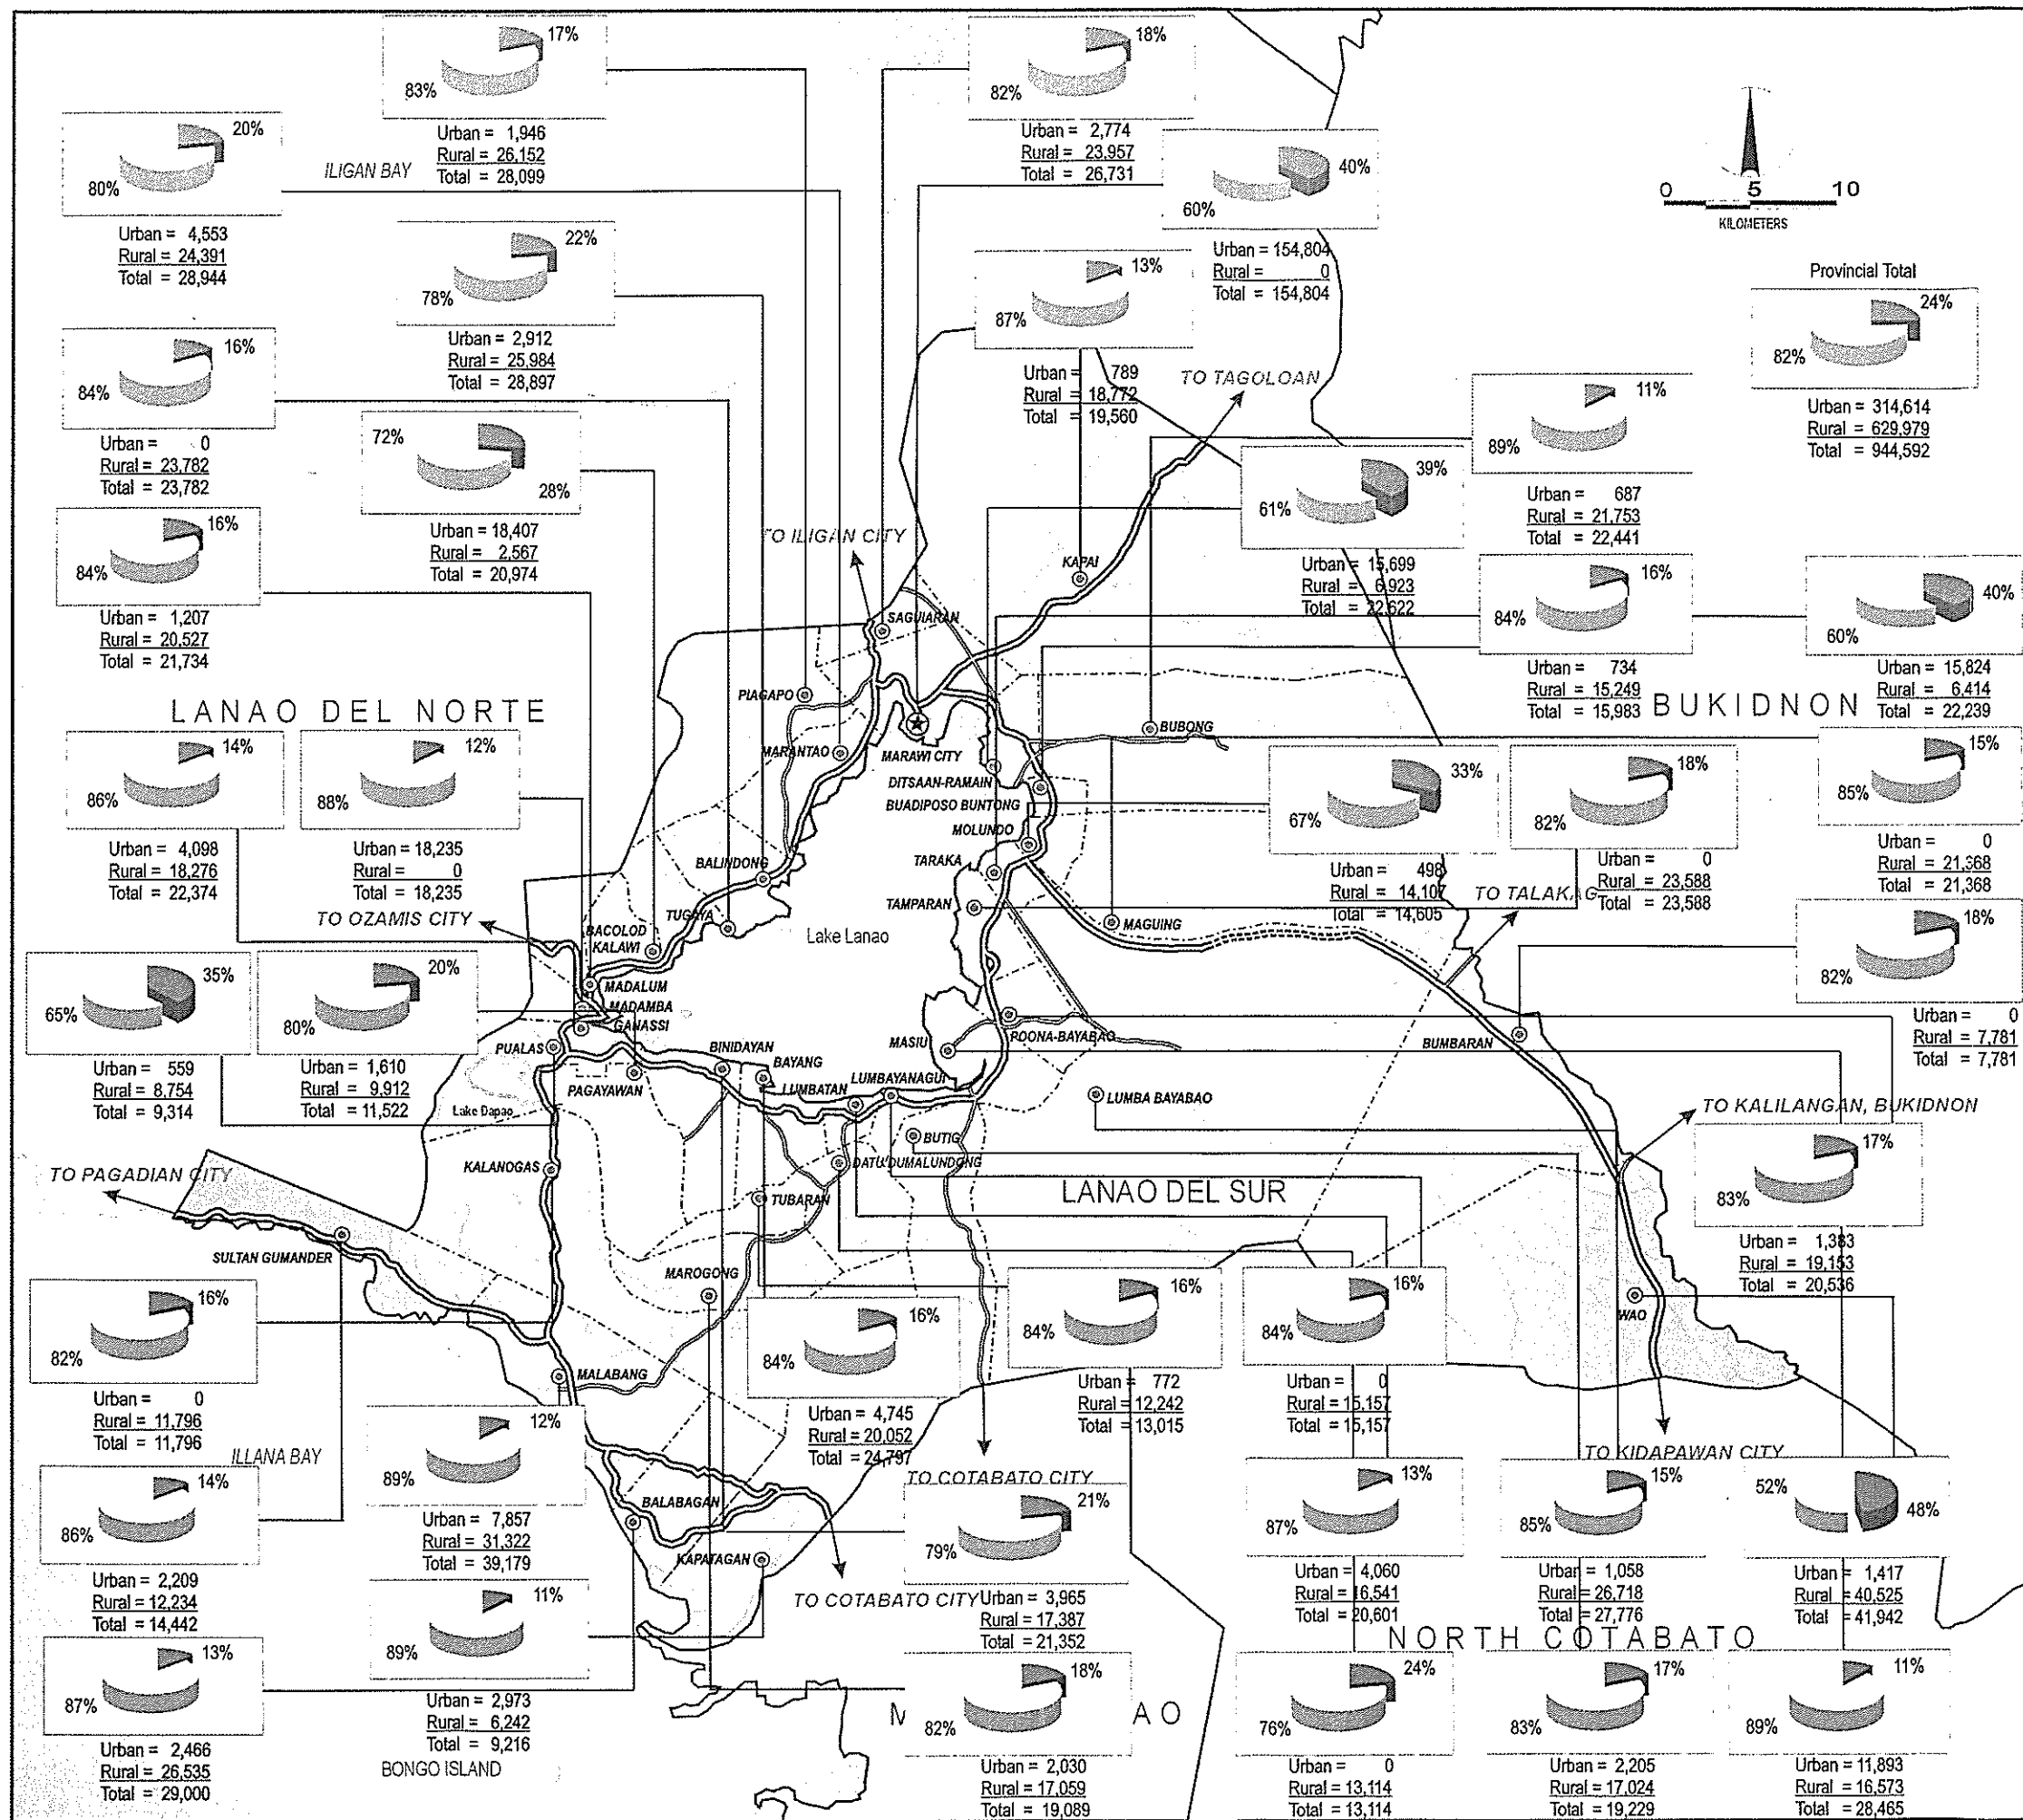 17%
83%
Urban = 1,946
Rural = 26,152
Total = 28,099
18%
82%
Urban = 2,774
Rural = 23,957
Total = 26,731
20%
80%
Urban = 4,553
Rural = 24,391
Total = 28,944
ILIGAN BAY
40%
60%
Urban = 154,804
Rural = 0
Total = 154,804
0 5 10
KILOMETERS
22%
78%
Urban = 2,912
Rural = 25,984
Total = 28,897
13%
87%
Urban = 789
Rural = 18,772
Total = 19,560
Provincial Total
24%
82%
Urban = 314,614
Rural = 629,979
Total = 944,592
16%
84%
Urban = 0
Rural = 23,782
Total = 23,782
TO TAGOLOAN
11%
89%
Urban = 687
Rural = 21,753
Total = 22,441
72%
28%
Urban = 18,407
Rural = 2,567
Total = 20,974
39%
61%
Urban = 15,699
Rural = 6,923
Total = 22,622
16%
84%
Urban = 1,207
Rural = 20,527
Total = 21,734
TO ILIGAN CITY
KAPAI
SAGUIARAN
16%
84%
Urban = 734
Rural = 15,249
Total = 15,983
40%
60%
Urban = 15,824
Rural = 6,414
Total = 22,239
LANAO DEL NORTE
BUKIDNON
PIAGAPO
MARANTAO
MARAWI CITY
BUBONG
DITSAAN-RAMAIN
BUADIPOSO BUNTONG
MOLUNDO
TARAKA
TAMPARAN
MAGUING
14%
86%
Urban = 4,098
Rural = 18,276
Total = 22,374
12%
88%
Urban = 18,235
Rural = 0
Total = 18,235
33%
67%
Urban = 498
Rural = 14,107
Total = 14,605
18%
82%
Urban = 0
Rural = 23,588
Total = 23,588
15%
85%
Urban = 0
Rural = 21,368
Total = 21,368
TO TALAKAG
BALINDONG
TO OZAMIS CITY
BACOLOD
KALAWI
TUGAYA
Lake Lanao
18%
82%
Urban = 0
Rural = 7,781
Total = 7,781
35%
65%
Urban = 559
Rural = 8,754
Total = 9,314
20%
80%
Urban = 1,610
Rural = 9,912
Total = 11,522
MADALUM
MADAMBA
GANASSI
PUALAS
PAGAYAWAN
BINIDAYAN
BAYANG
LUMBATAN
LUMBAYANAGUI
MASIU
POONA-BAYABAO
BUMBARAN
LUMBA BAYABAO
BUTIG
Lake Dapao
DATU DUMALUNDONG
TO KALILANGAN, BUKIDNON
17%
83%
Urban = 1,383
Rural = 19,153
Total = 20,536
TO PAGADIAN CITY
KALANOGAS
TUBARAN
LANAO DEL SUR
SULTAN GUMANDER
MAROGONG
WAO
16%
82%
Urban = 0
Rural = 11,796
Total = 11,796
16%
84%
Urban = 4,745
Rural = 20,052
Total = 24,797
16%
84%
Urban = 772
Rural = 12,242
Total = 13,015
16%
84%
Urban = 0
Rural = 15,157
Total = 15,157
MALABANG
ILLANA BAY
12%
89%
Urban = 7,857
Rural = 31,322
Total = 39,179
TO COTABATO CITY
TO KIDAPAWAN CITY
14%
86%
Urban = 2,209
Rural = 12,234
Total = 14,442
21%
79%
Urban = 3,965
Rural = 17,387
Total = 21,352
13%
87%
Urban = 4,060
Rural = 16,541
Total = 20,601
15%
85%
Urban = 1,058
Rural = 26,718
Total = 27,776
52%
48%
Urban = 1,417
Rural = 40,525
Total = 41,942
BALABAGAN
KAPATAGAN
TO COTABATO CITY
11%
89%
Urban = 2,973
Rural = 6,242
Total = 9,216
NORTH COTABATO
13%
87%
Urban = 2,466
Rural = 26,535
Total = 29,000
BONGO ISLAND
M
AO
18%
82%
Urban = 2,030
Rural = 17,059
Total = 19,089
24%
76%
Urban = 0
Rural = 13,114
Total = 13,114
17%
83%
Urban = 2,205
Rural = 17,024
Total = 19,229
11%
89%
Urban = 11,893
Rural = 16,573
Total = 28,465